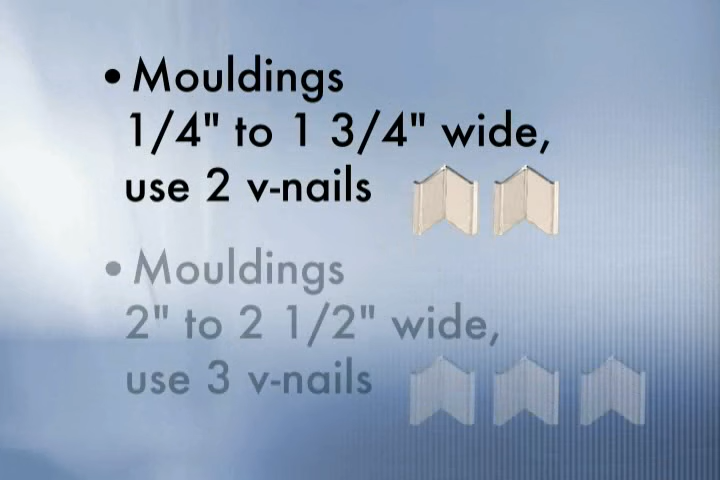 • Mouldings
1/4" to 1 3/4" wide,
use 2 v-nails
• Mouldings
2" to 2 1/2" wide,
use 3 v-nails